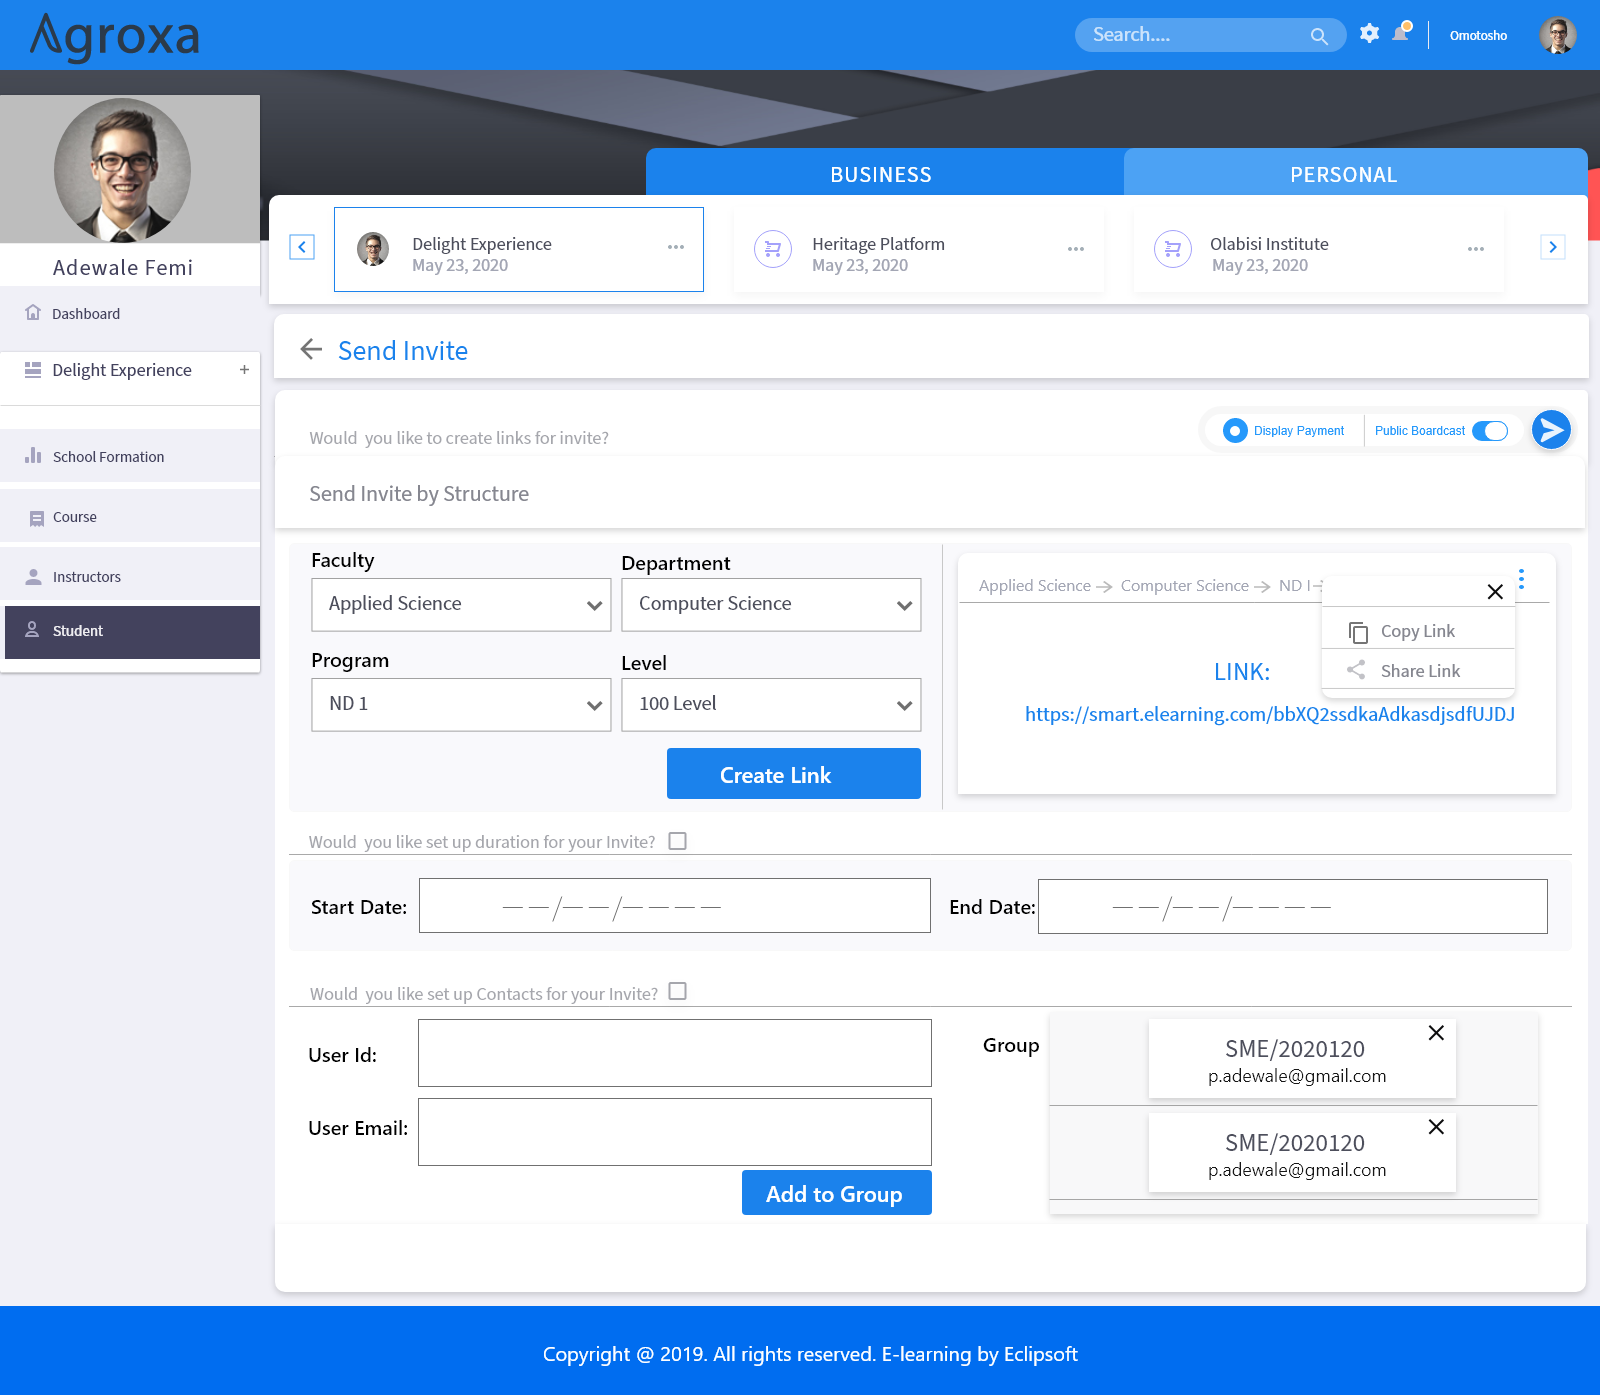 Agroxa
Search....
Omotosho
BUSINESS
PERSONAL
Adewale Femi
Dashboard
Delight Experience +
School Formation
Course
Instructors
Student
Delight Experience
May 23, 2020
Heritage Platform
May 23, 2020
Olabisi Institute
May 23, 2020
Send Invite
Would you like to create links for invite?
Display Payment
Public Boardcast
Send Invite by Structure
Faculty
Applied Science
Department
Computer Science
Program
ND 1
Level
100 Level
Create Link
Applied Science → Computer Science → ND I→
Copy Link
Share Link
LINK:
https://smart.elearning.com/bbXQ2ssdkaAdkasdjsdfUJDJ
Would you like set up duration for your Invite?
Start Date: — —/— —/— — — —
End Date: — —/— —/— — — —
Would you like set up Contacts for your Invite?
User Id:
User Email:
Add to Group
Group
SME/2020120
p.adewale@gmail.com
SME/2020120
p.adewale@gmail.com
Copyright @ 2019. All rights reserved. E-learning by Eclipsoft